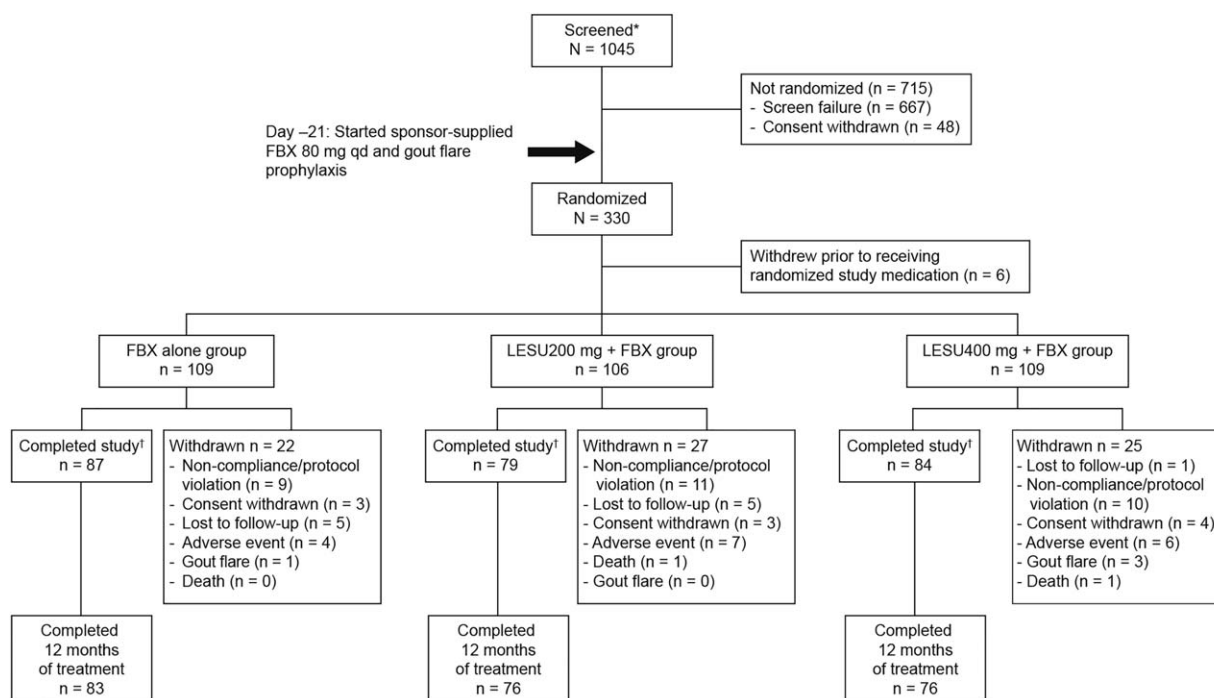 Screened*
N = 1045
Not randomized (n = 715)
- Screen failure (n = 667)
- Consent withdrawn (n = 48)
Day –21: Started sponsor-supplied
FBX 80 mg qd and gout flare
prophylaxis
Randomized
N = 330
Withdrew prior to receiving
randomized study medication (n = 6)
FBX alone group
n = 109
LESU200 mg + FBX group
n = 106
LESU400 mg + FBX group
n = 109
Completed study†
n = 87
Withdrawn n = 22
- Non-compliance/protocol
violation (n = 9)
- Consent withdrawn (n = 3)
- Lost to follow-up (n = 5)
- Adverse event (n = 4)
- Gout flare (n = 1)
- Death (n = 0)
Completed study†
n = 79
Withdrawn n = 27
- Non-compliance/protocol
violation (n = 11)
- Lost to follow-up (n = 5)
- Consent withdrawn (n = 3)
- Adverse event (n = 7)
- Death (n = 1)
- Gout flare (n = 0)
Completed study†
n = 84
Withdrawn n = 25
- Lost to follow-up (n = 1)
- Non-compliance/protocol
violation (n = 10)
- Consent withdrawn (n = 4)
- Adverse event (n = 6)
- Gout flare (n = 3)
- Death (n = 1)
Completed
12 months
of treatment
n = 83
Completed
12 months
of treatment
n = 76
Completed
12 months
of treatment
n = 76